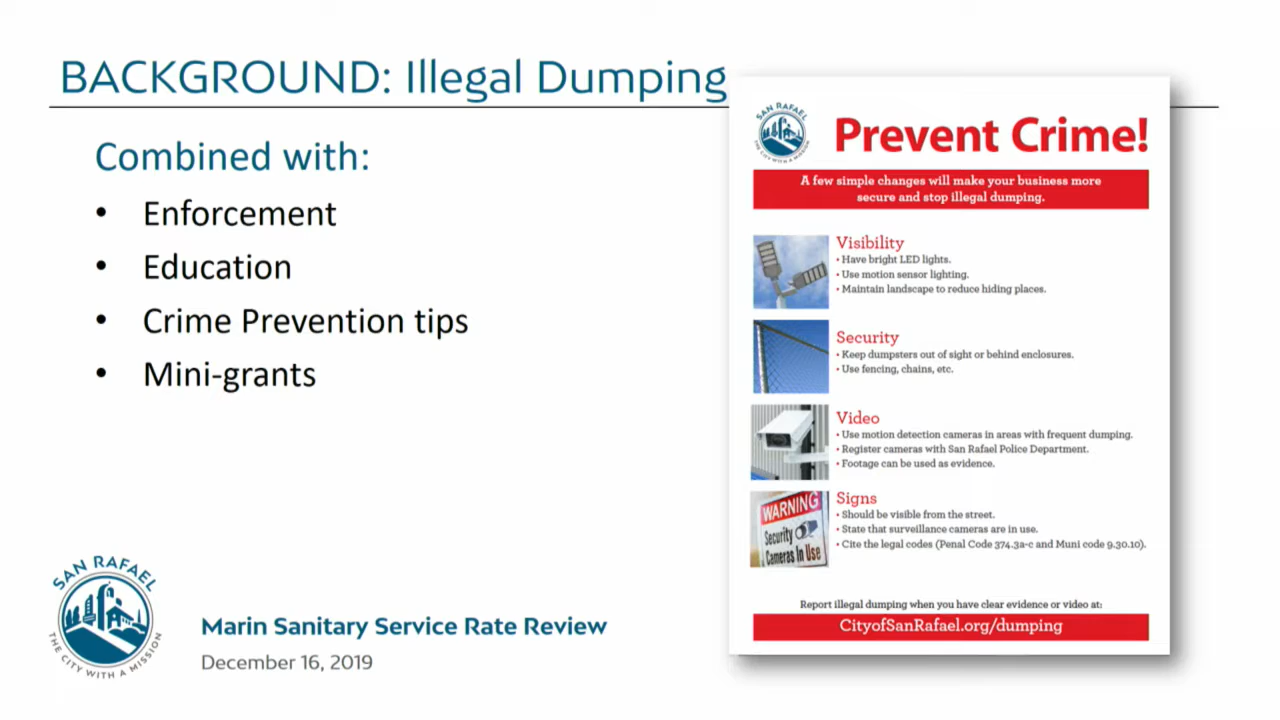 BACKGROUND: Illegal Dumping
Combined with:
• Enforcement
• Education
• Crime Prevention tips
• Mini-grants
SAN RAFAEL
THE CITY WITH A MISSION
Marin Sanitary Service Rate Review
December 16, 2019
SAN RAFAEL
THE CITY WITH A MISSION
Prevent Crime!
A few simple changes will make your business more
secure and stop illegal dumping.
Visibility
• Have bright LED lights.
• Use motion sensor lighting.
• Maintain landscape to reduce hiding places.
Security
• Keep dumpsters out of sight or behind enclosures.
• Use fencing, chains, etc.
Video
• Use motion detection cameras in areas with frequent dumping.
• Register cameras with San Rafael Police Department.
• Footage can be used as evidence.
WARNING
Security
Cameras In Use
Signs
• Should be visible from the street.
• State that surveillance cameras are in use.
• Cite the legal codes (Penal Code 374.3a-c and Muni code 9.30.10).
Report illegal dumping when you have clear evidence or video at:
CityofSanRafael.org/dumping